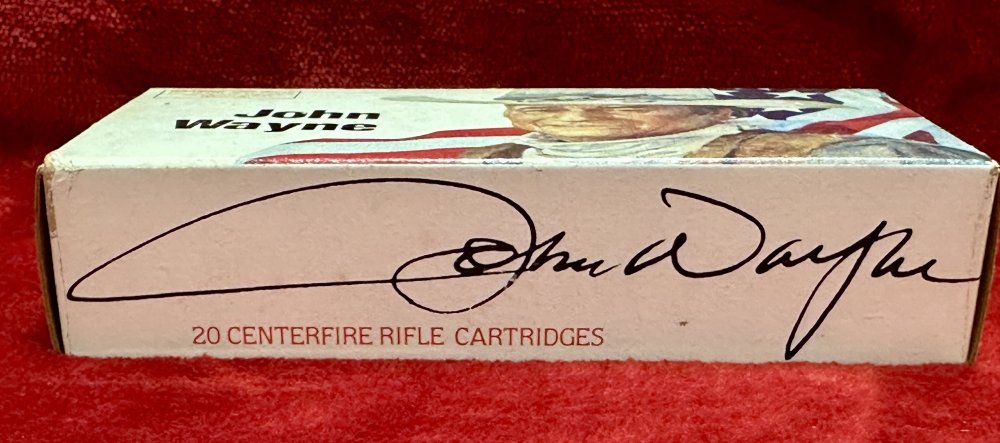 John
Wayne
John Wayne
20 CENTERFIRE RIFLE CARTRIDGES